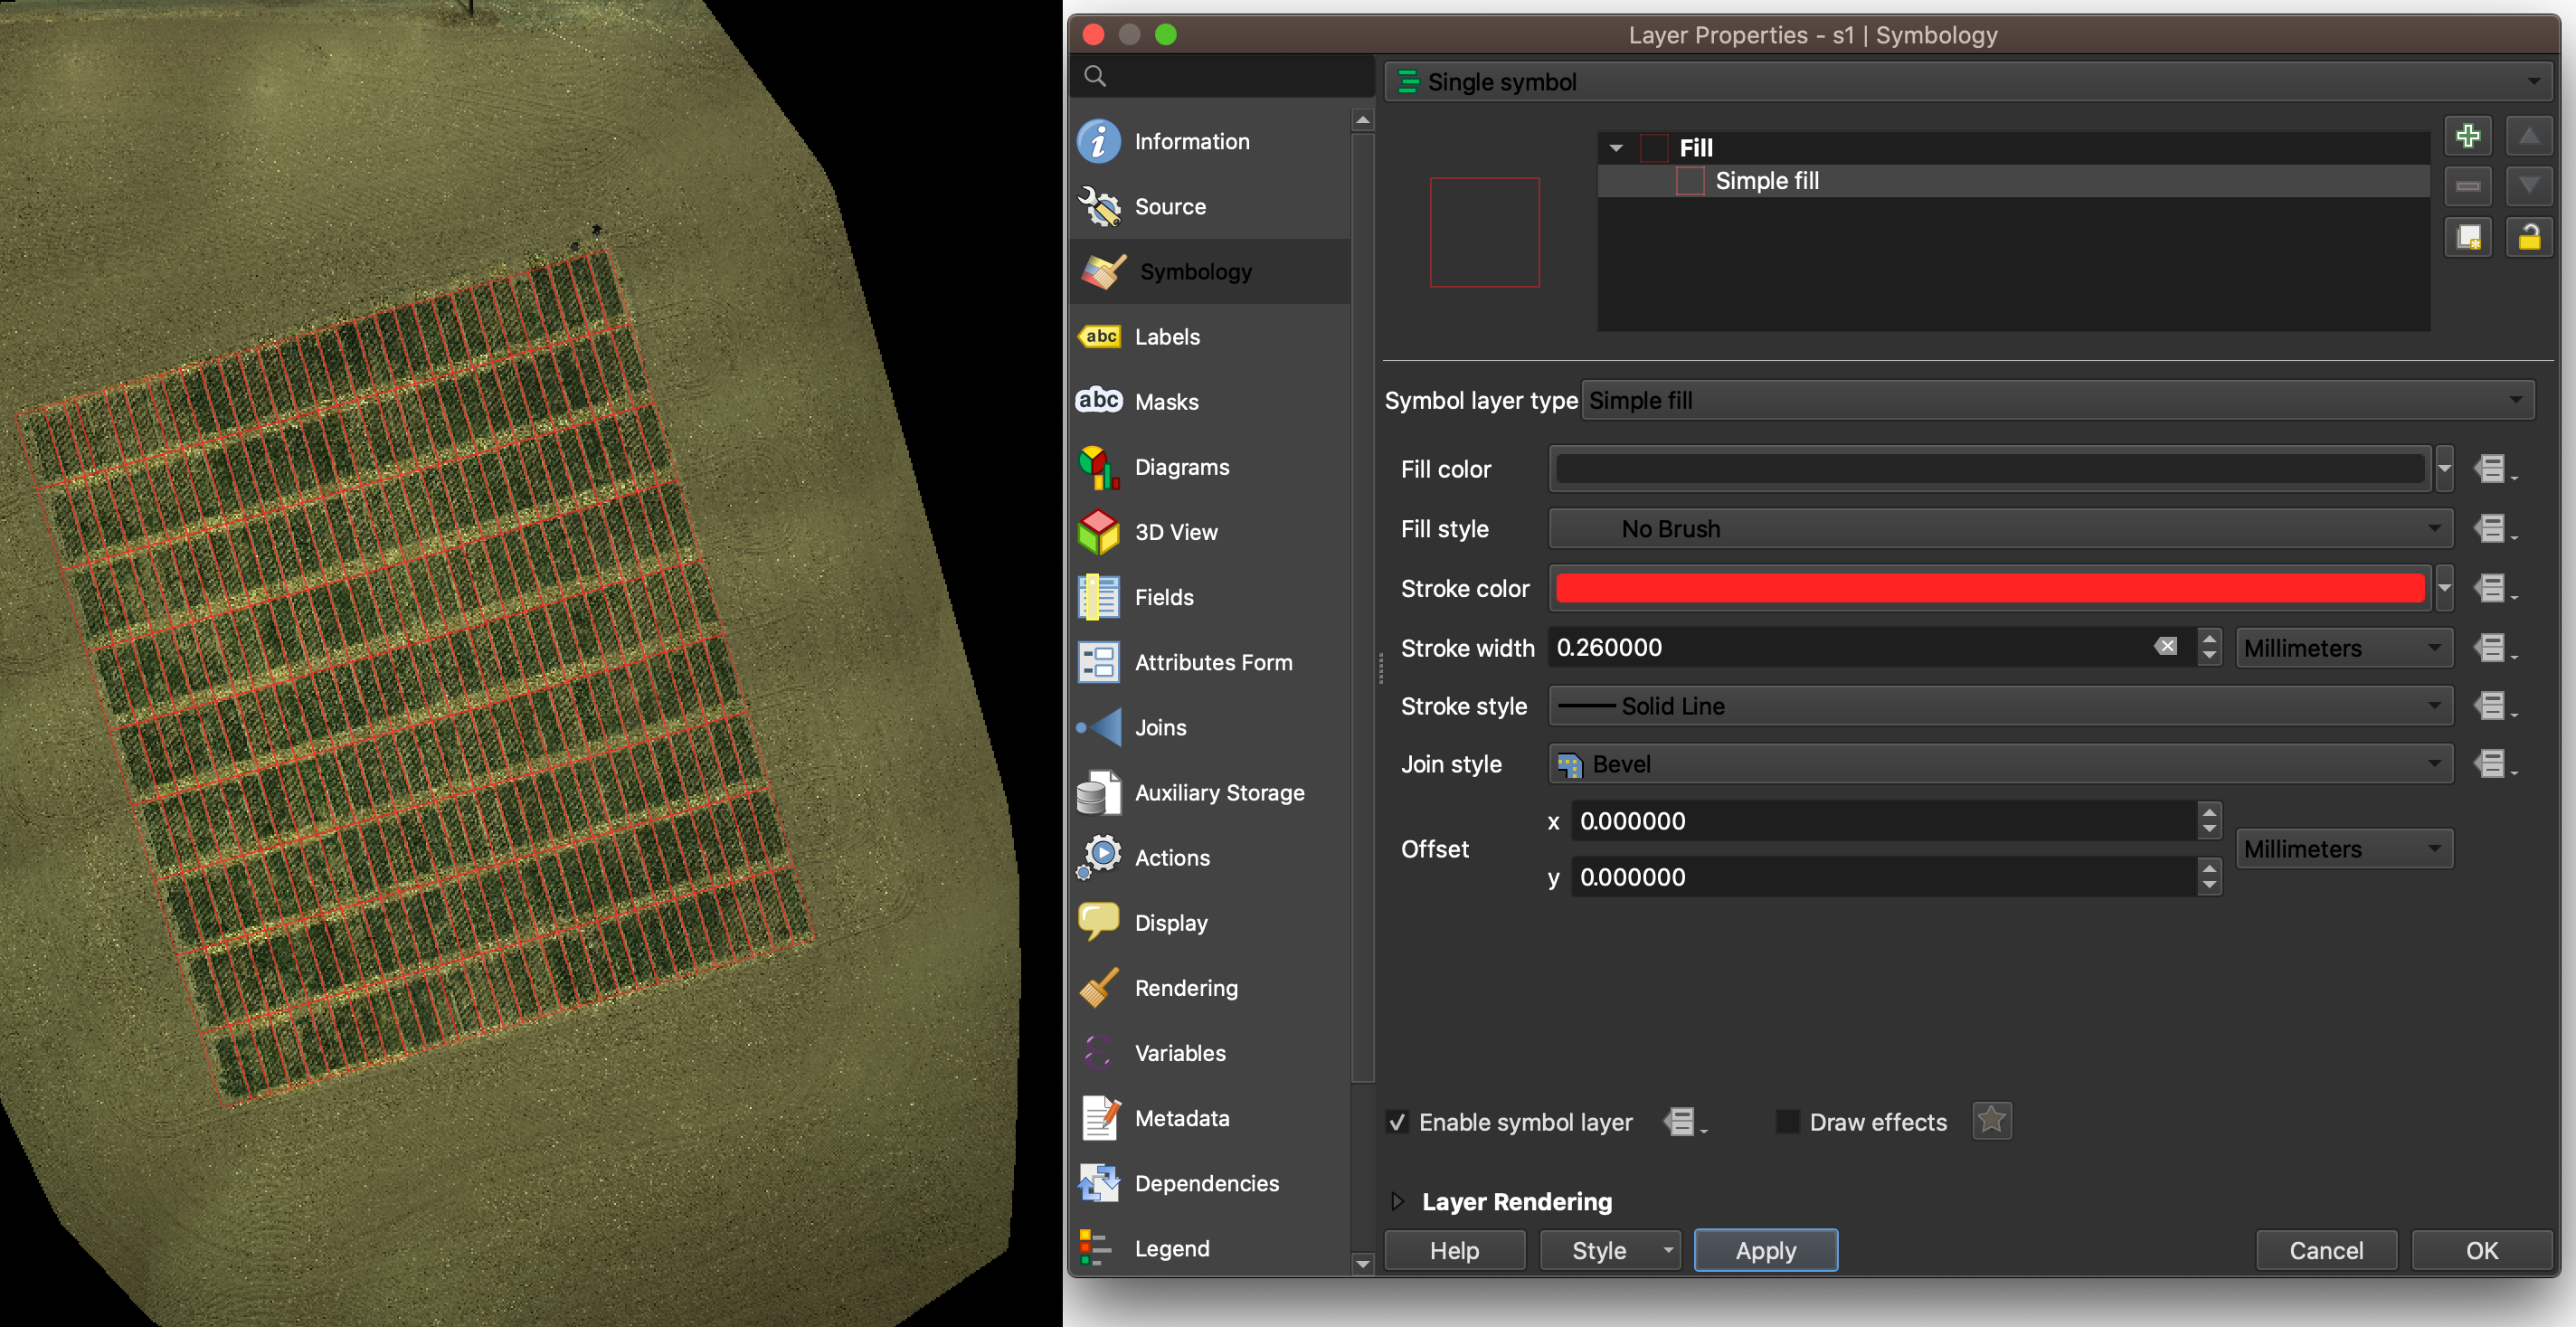 Layer Properties - s1 | Symbology
Information
Source
Symbology
abc Labels
abc Masks
Diagrams
3D View
Fields
Attributes Form
Joins
Auxiliary Storage
Actions
Display
Rendering
Variables
Metadata
Dependencies
Legend
Single symbol
Fill
Simple fill
Symbol layer type Simple fill
Fill color
Fill style No Brush
Stroke color
Stroke width 0.260000 Millimeters
Stroke style Solid Line
Join style Bevel
Offset x 0.000000 Millimeters
y 0.000000
Enable symbol layer Draw effects
Layer Rendering
Help Style Apply Cancel OK